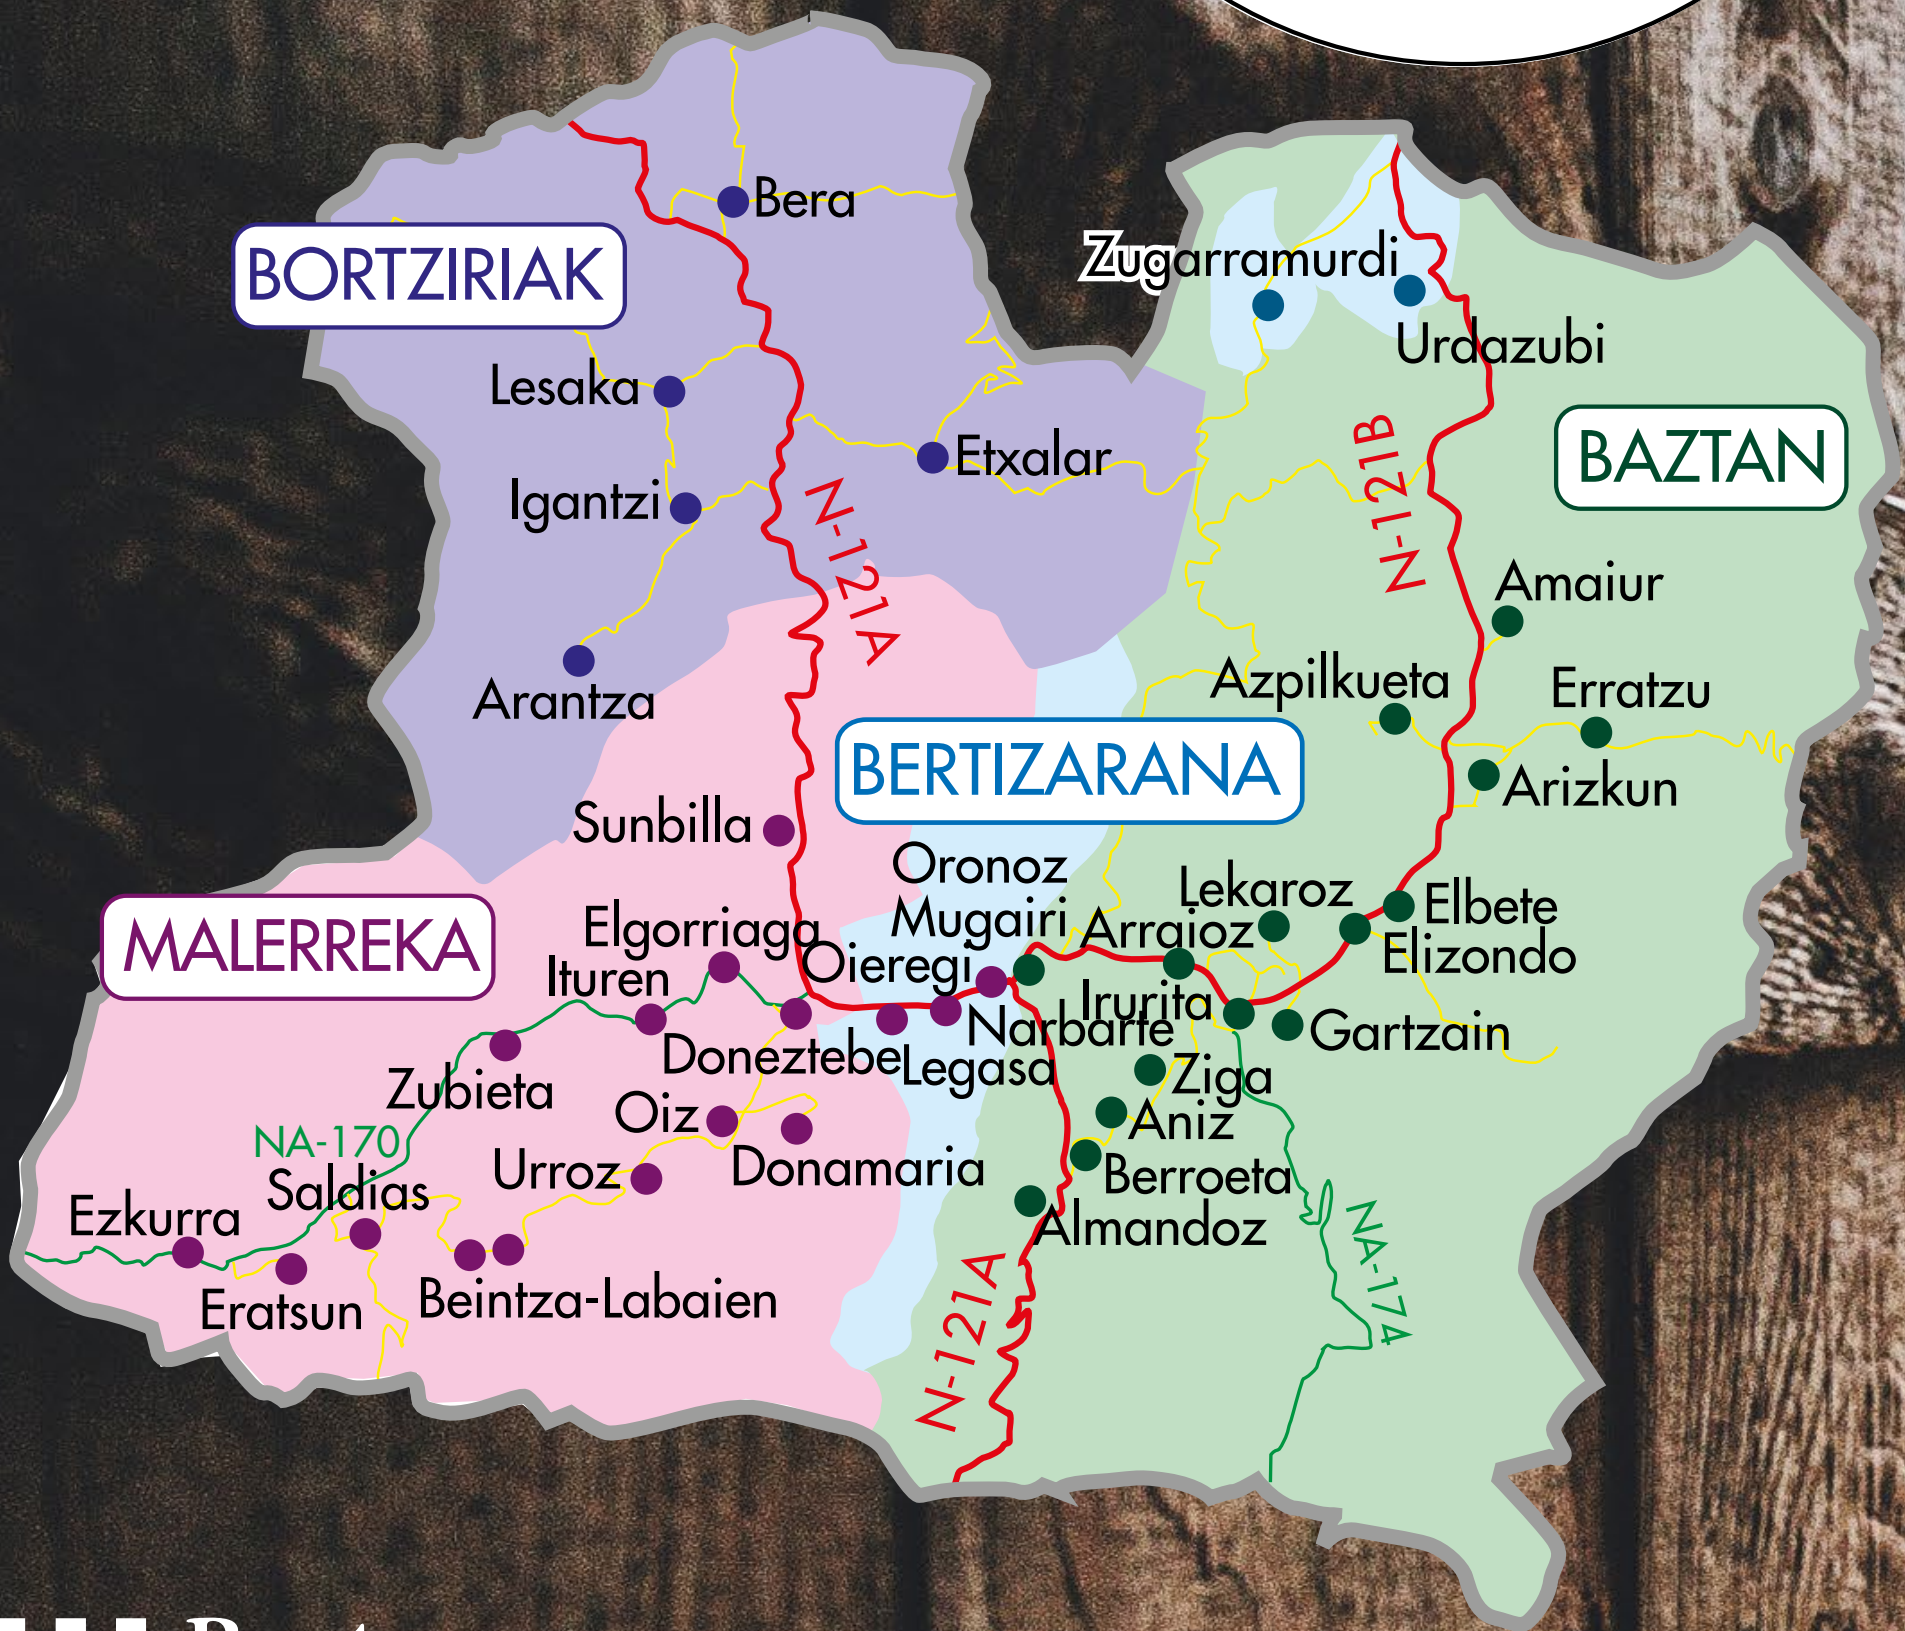 Bera
BORTZIRIAK
Zugarramurdi
Urdazubi
Lesaka
Etxalar
N-121B
BAZTAN
Igantzi
N-121A
Amaiur
Arantza
Azpilkueta
Erratzu
BERTIZARANA
Arizkun
Sunbilla
Oronoz
Mugairi
Lekaroz
Elbete
MALERREKA
Elgorriaga
Arraioz
Elizondo
Ituren
Oieregi
Irurita
Narbarte
Gartzain
Doneztebe
Legasa
Zubieta
Ziga
Oiz
Aniz
NA-170
Urroz
Donamaria
Berroeta
Saldias
Ezkurra
Almandoz
NA-174
Eratsun
Beintza-Labaien
N-121A